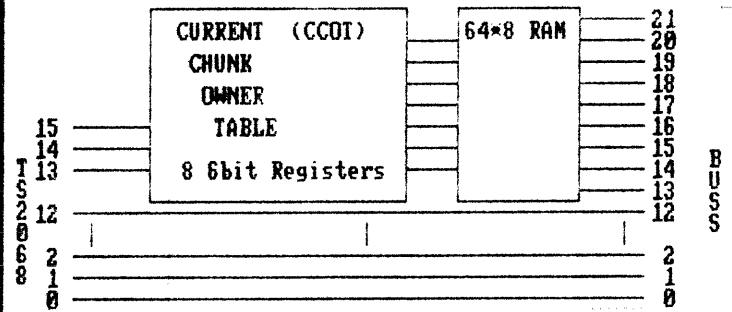 CURRENT (CCOT) 64*8 RAM 21
20
CHUNK 19
OWNER 18
17
15 TABLE 16
14 15
13 8 6bit Registers 14
13
12 12
2 2
1 1
0 0
TS2068
BUSS